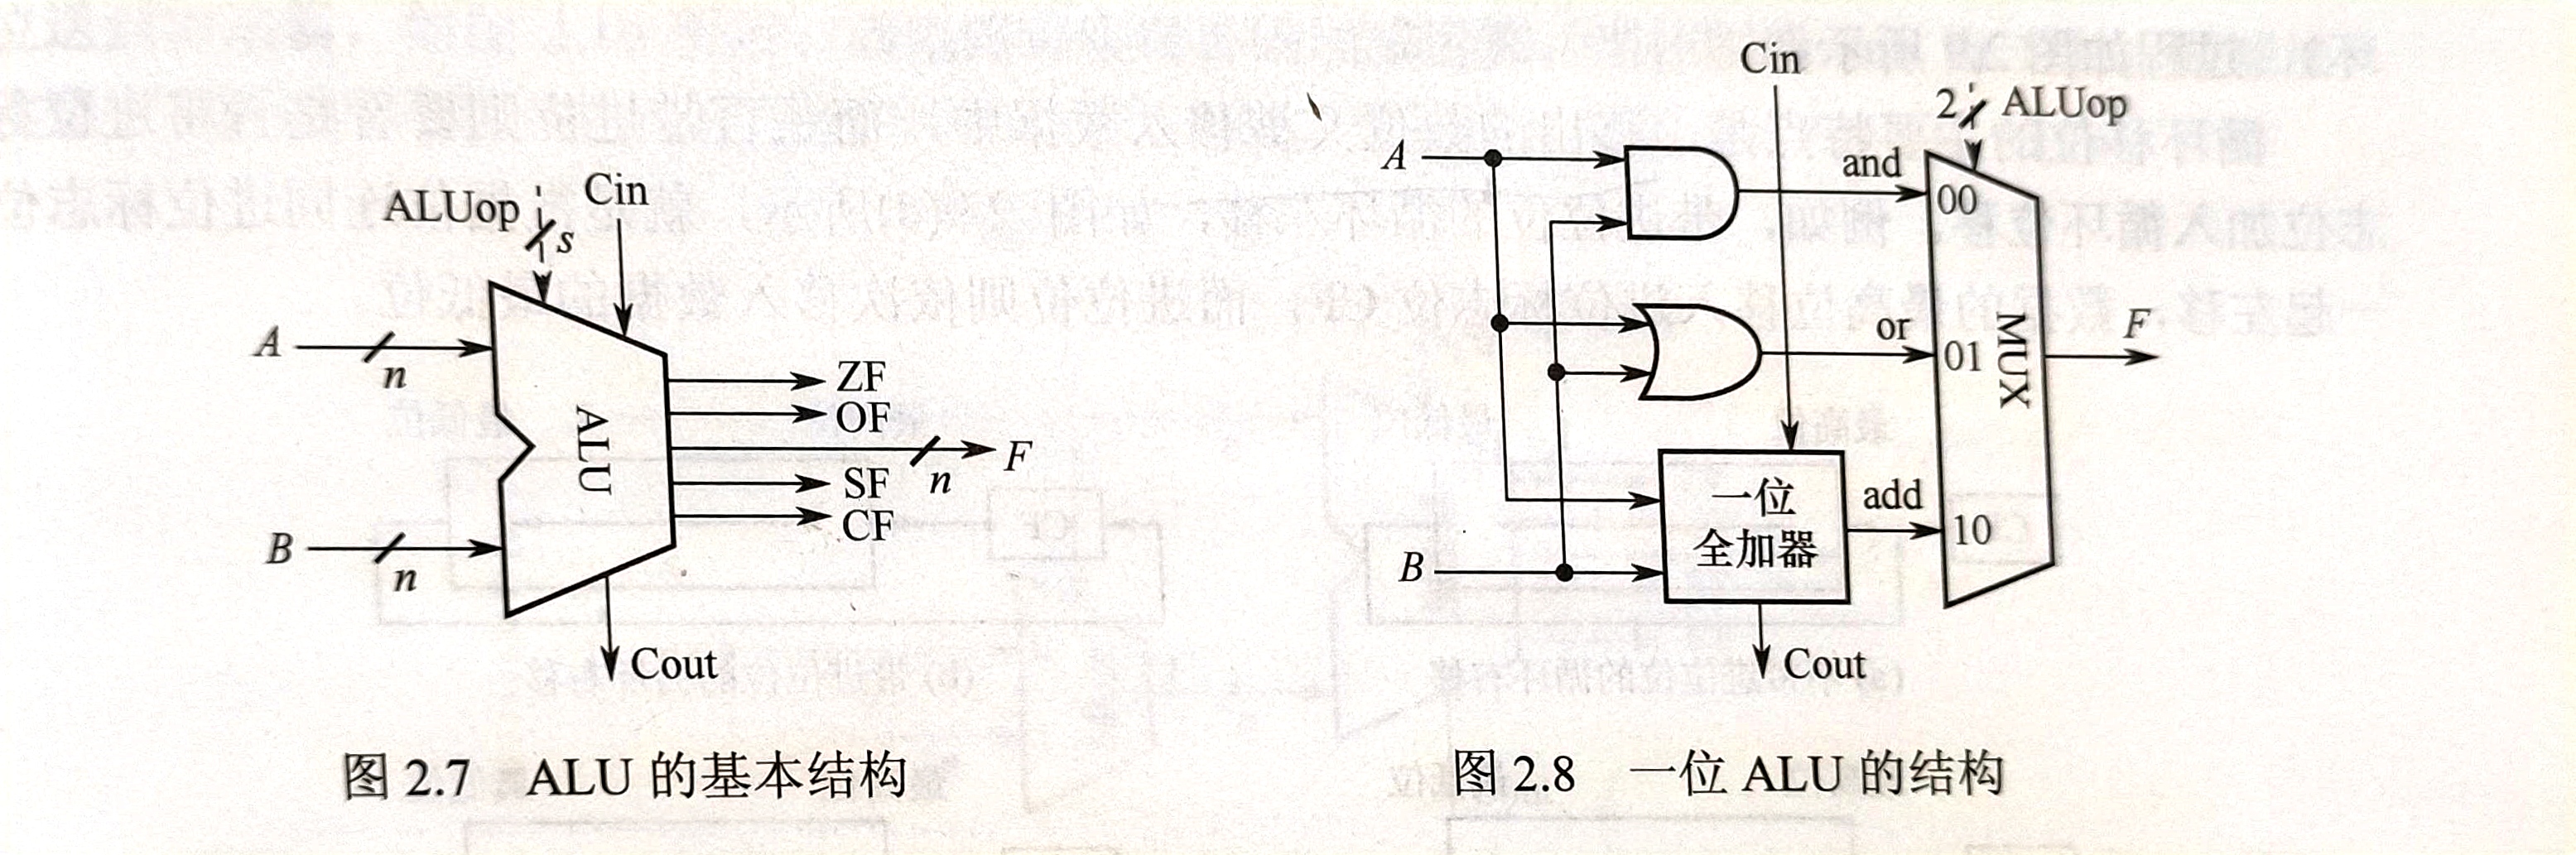 ALUop
s
Cin
A
n
B
n
ALU
ZF
OF
F
n
SF
CF
Cout
图 2.7 ALU 的基本结构
Cin
2
ALUop
A
B
and
or
add
00
01
10
MUX
F
一位
全加器
Cout
图 2.8 一位 ALU 的结构